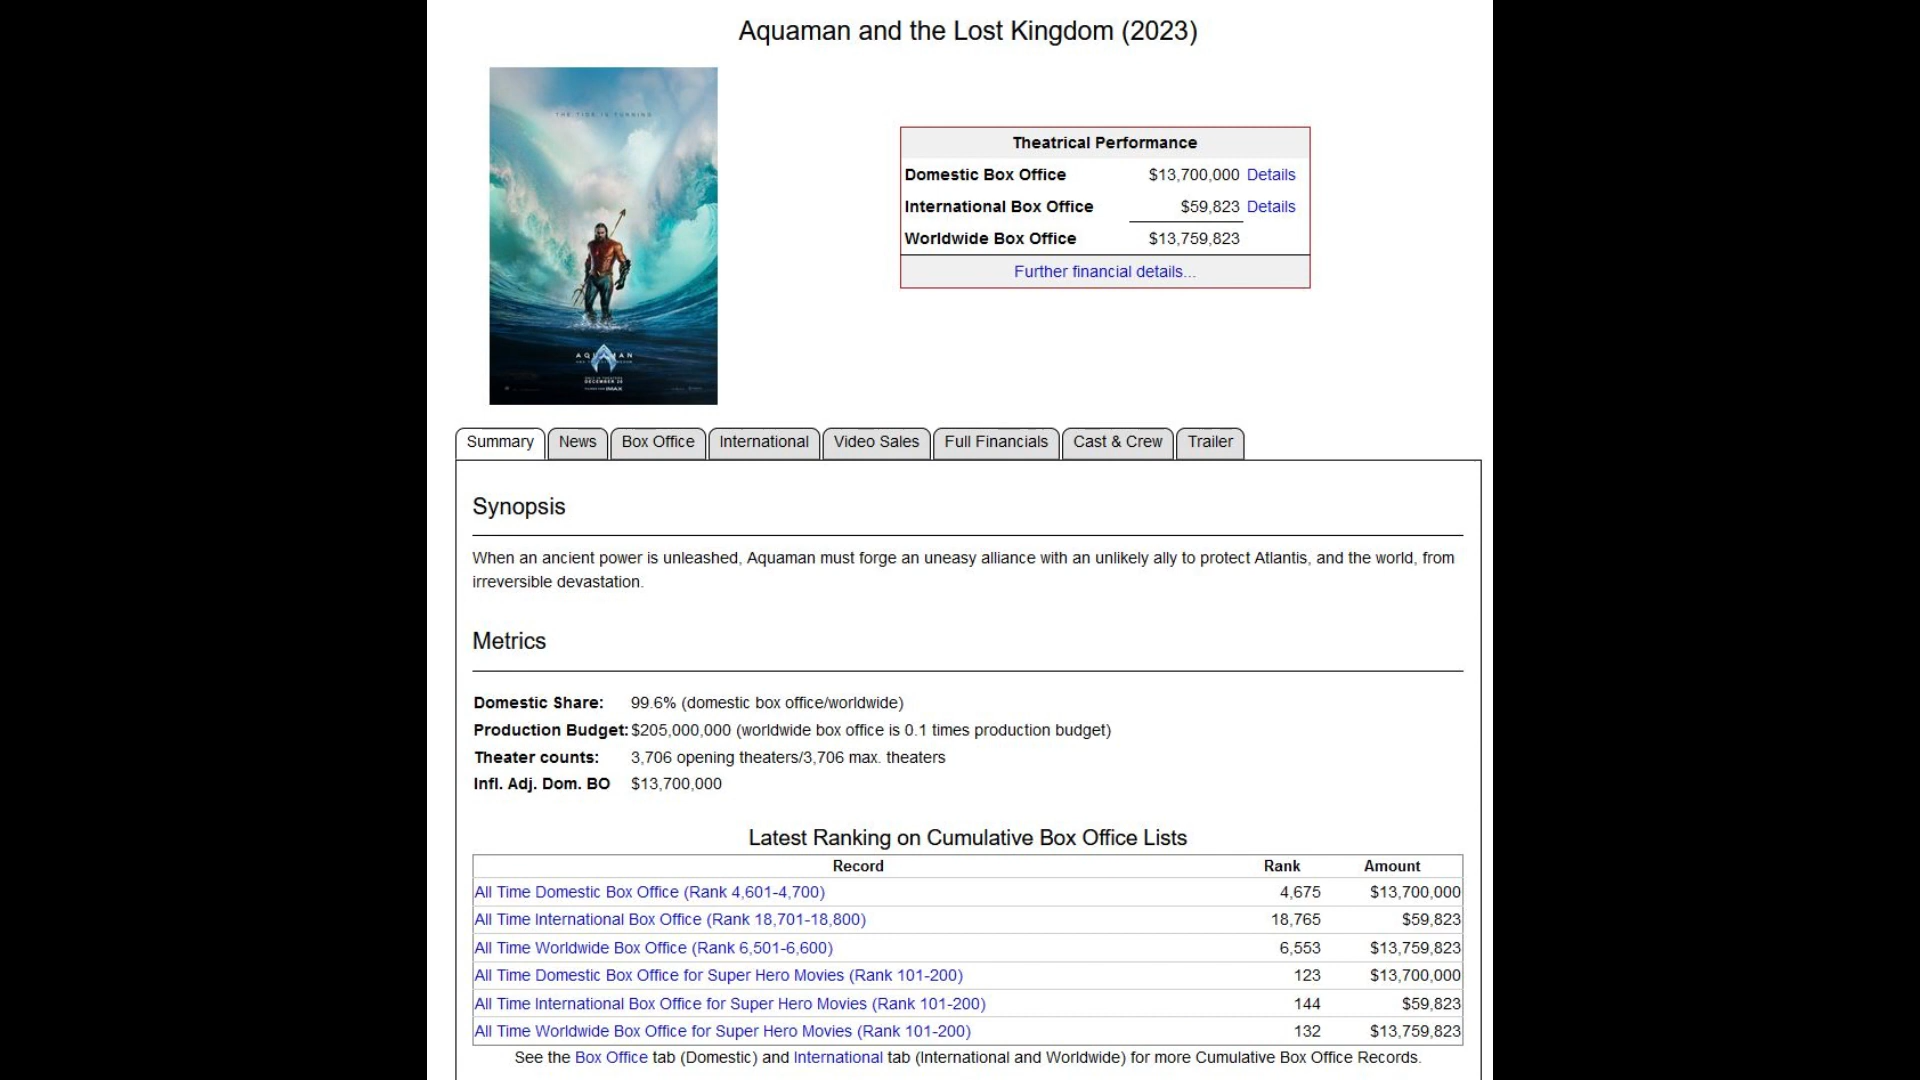 Aquaman and the Lost Kingdom (2023)
THE TIDE IS TURNING
AQUAMAN
DECEMBER 20
IMAX
Theatrical Performance
Domestic Box Office $13,700,000 Details
International Box Office $59,823 Details
Worldwide Box Office $13,759,823
Further financial details...
Summary News Box Office International Video Sales Full Financials Cast & Crew Trailer
Synopsis
When an ancient power is unleashed, Aquaman must forge an uneasy alliance with an unlikely ally to protect Atlantis, and the world, from
irreversible devastation.
Metrics
Domestic Share: 99.6% (domestic box office/worldwide)
Production Budget: $205,000,000 (worldwide box office is 0.1 times production budget)
Theater counts: 3,706 opening theaters/3,706 max. theaters
Infl. Adj. Dom. BO $13,700,000
Latest Ranking on Cumulative Box Office Lists
Record Rank Amount
All Time Domestic Box Office (Rank 4,601-4,700) 4,675 $13,700,000
All Time International Box Office (Rank 18,701-18,800) 18,765 $59,823
All Time Worldwide Box Office (Rank 6,501-6,600) 6,553 $13,759,823
All Time Domestic Box Office for Super Hero Movies (Rank 101-200) 123 $13,700,000
All Time International Box Office for Super Hero Movies (Rank 101-200) 144 $59,823
All Time Worldwide Box Office for Super Hero Movies (Rank 101-200) 132 $13,759,823
See the Box Office tab (Domestic) and International tab (International and Worldwide) for more Cumulative Box Office Records.